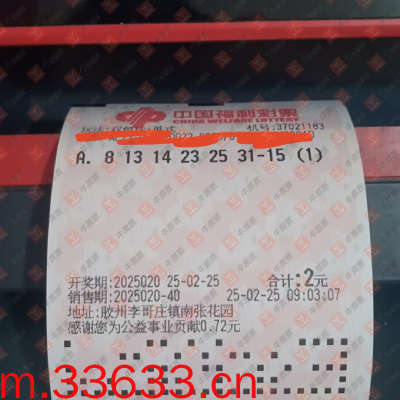 中国福利彩票
CHINA WELFARE LOTTERY
机号:37021183
A. 8 13 14 23 25 31-15 (1)
开奖期:2025020 25-02-25 合计:2元
销售期:2025020-40 25-02-25 09:03:07
地址:胶州李哥庄镇南张花园
感谢您为公益事业贡献0.72元
m.33633.cn